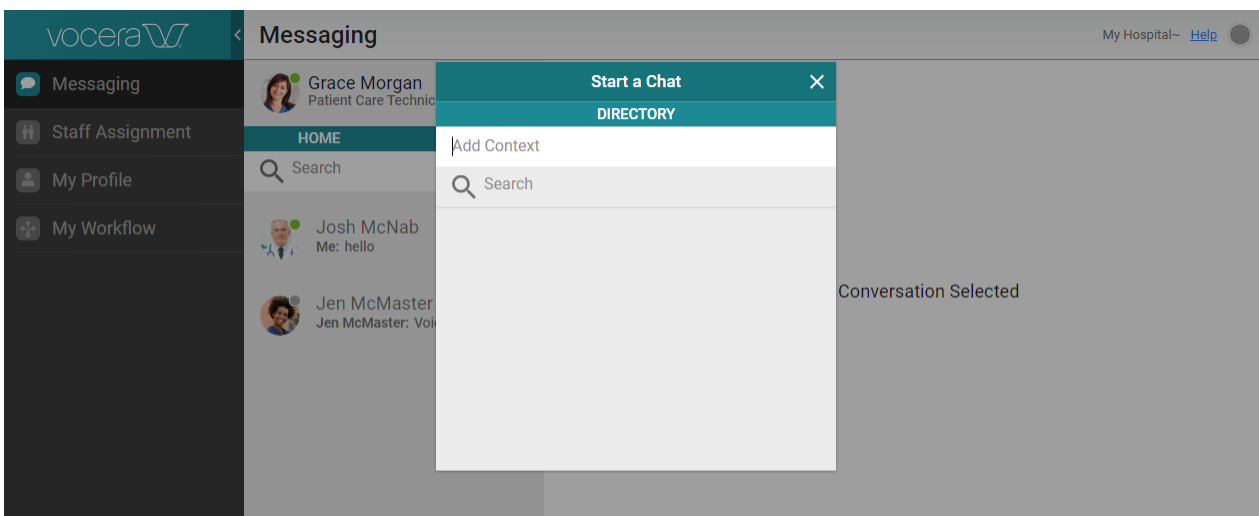 vocera
Messaging
My Hospital~ Help
Messaging
Staff Assignment
My Profile
My Workflow
Grace Morgan
Patient Care Technic
HOME
Search
Josh McNab
Me: hello
Jen McMaster
Jen McMaster: Voi
Start a Chat
DIRECTORY
Add Context
Search
Conversation Selected